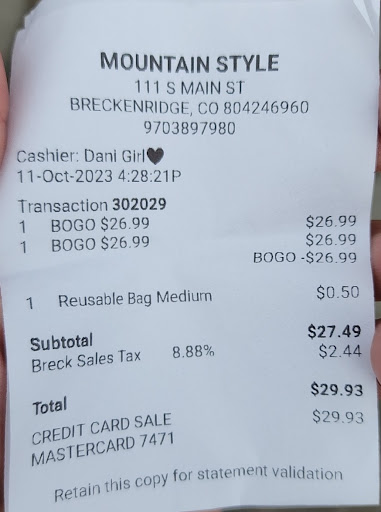 MOUNTAIN STYLE
111 S MAIN ST
BRECKENRIDGE, CO 804246960
9703897980
Cashier: Dani Girl🖤
11-Oct-2023 4:28:21P
Transaction 302029
1 BOGO $26.99 $26.99
1 BOGO $26.99 $26.99
BOGO -$26.99
1 Reusable Bag Medium $0.50
Subtotal $27.49
Breck Sales Tax 8.88% $2.44
Total $29.93
CREDIT CARD SALE $29.93
MASTERCARD 7471
Retain this copy for statement validation